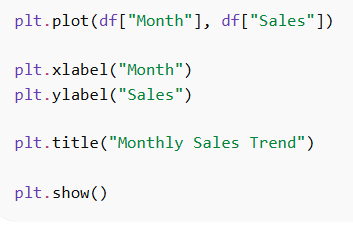 plt.plot(df["Month"], df["Sales"])
plt.xlabel("Month")
plt.ylabel("Sales")
plt.title("Monthly Sales Trend")
plt.show()